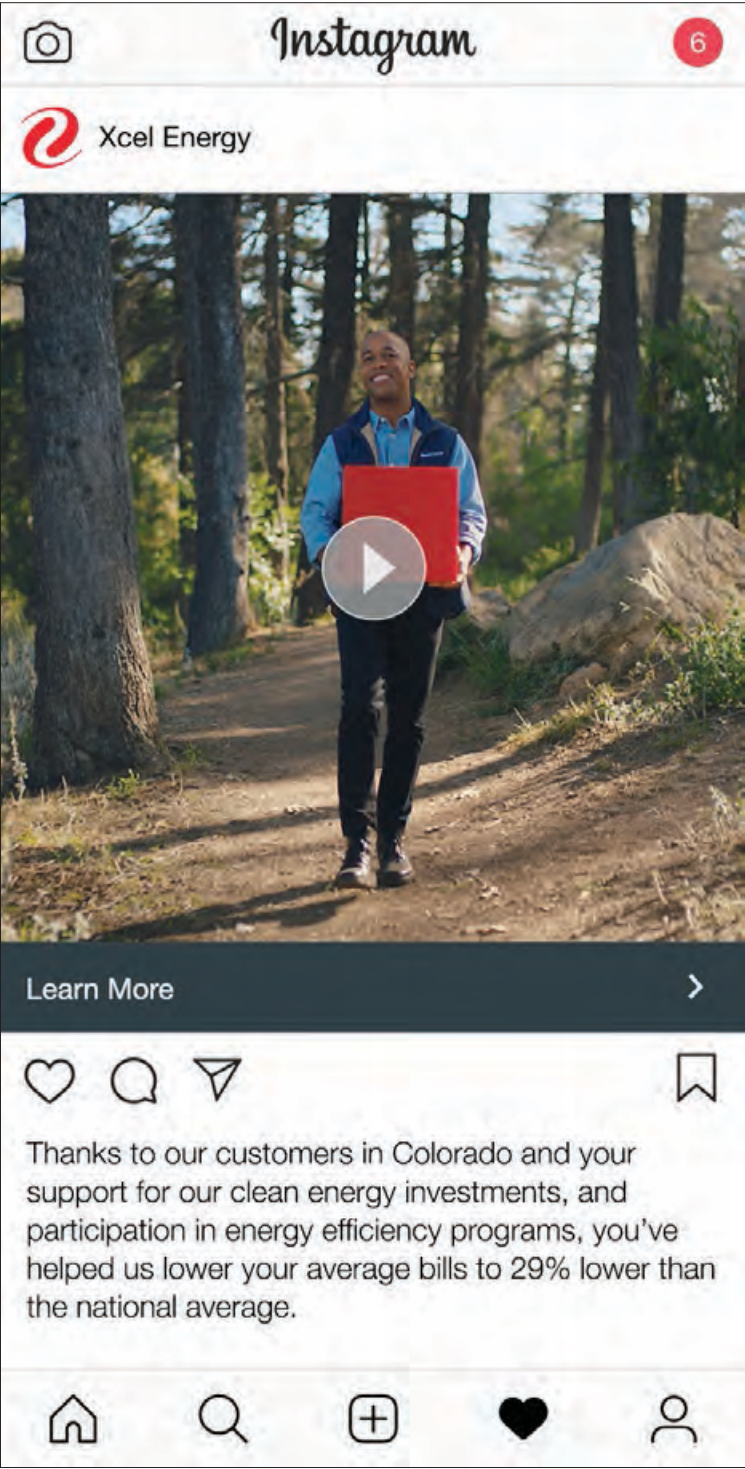 Instagram
6
Xcel Energy
Learn More
Thanks to our customers in Colorado and your
support for our clean energy investments, and
participation in energy efficiency programs, you've
helped us lower your average bills to 29% lower than
the national average.